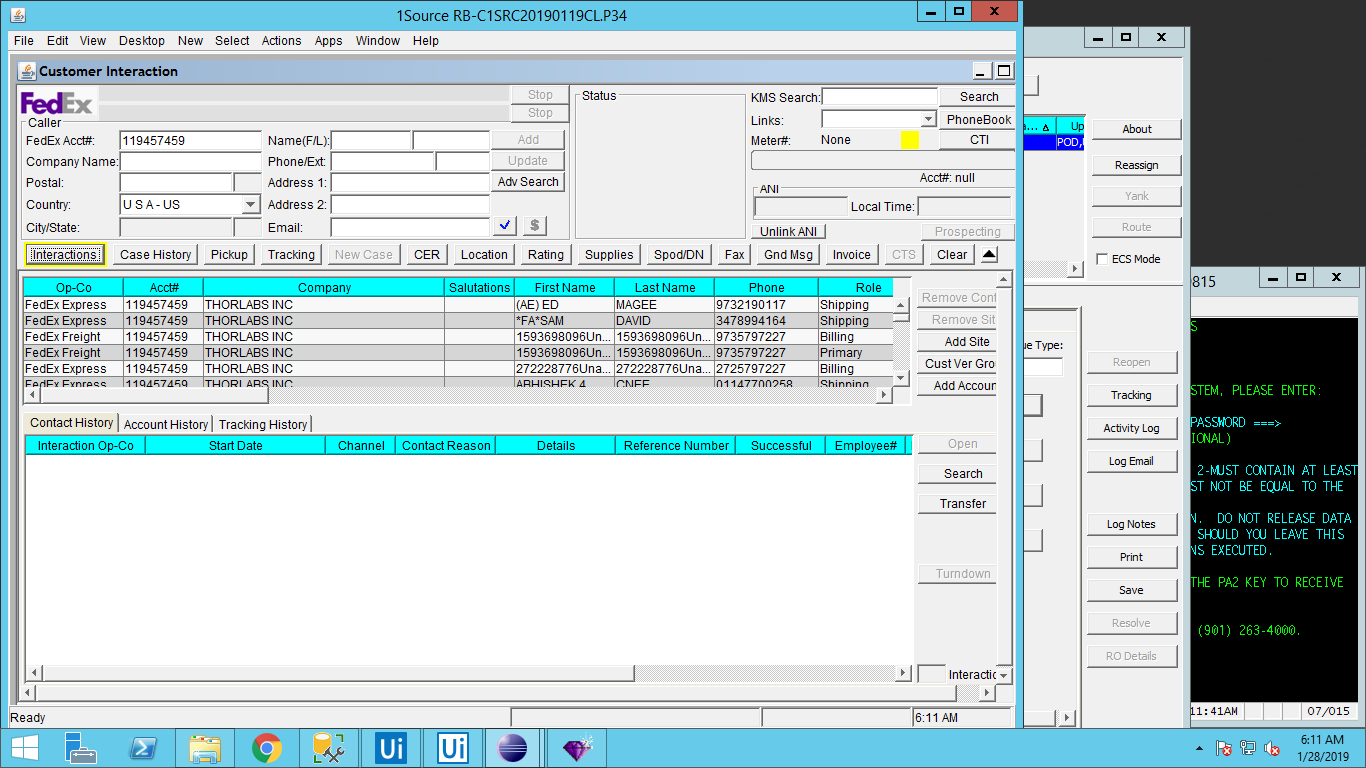 1Source RB-C1SRC20190119CL.P34
File Edit View Desktop New Select Actions Apps Window Help
Customer Interaction
FedEx
Stop
Stop
Caller
FedEx Acct#: 119457459 Name(F/L): Add
Company Name: Phone/Ext: Update
Postal: Address 1: Adv Search
Country: U S A - US Address 2:
City/State: Email: $
Status
KMS Search: Search
Links: PhoneBook
Meter#: None CTI
Acct#: null
ANI
Local Time:
Unlink ANI Prospecting
Interactions Case History Pickup Tracking New Case CER Location Rating Supplies Spod/DN Fax Gnd Msg Invoice CTS Clear
Op-Co Acct# Company Salutations First Name Last Name Phone Role
FedEx Express 119457459 THORLABS INC (AE) ED MAGEE 9732190117 Shipping
FedEx Express 119457459 THORLABS INC *FA*SAM DAVID 3478994164 Shipping
FedEx Freight 119457459 THORLABS INC 1593698096Un... 1593698096Un... 9735797227 Billing
FedEx Freight 119457459 THORLABS INC 1593698096Un... 1593698096Un... 9735797227 Primary
FedEx Express 119457459 THORLABS INC 272228776Una... 272228776Una... 2725797227 Billing
FedEx Express 119457459 THORLABS INC ABHISHEK 4 CNEE 01147700258 Shipping
Remove Cont
Remove Sit
Add Site
Cust Ver Gro
Add Accoun
Contact History Account History Tracking History
Interaction Op-Co Start Date Channel Contact Reason Details Reference Number Successful Employee#
Open
Search
Transfer
Turndown
Interactic
Ready 6:11 AM
a... Up
POD,
About
Reassign
Yank
Route
ECS Mode
ue Type:
Reopen
Tracking
Activity Log
Log Email
Log Notes
Print
Save
Resolve
RO Details
0815
S
STEM, PLEASE ENTER:
PASSWORD ===>
IONAL)
2-MUST CONTAIN AT LEAST
ST NOT BE EQUAL TO THE
N. DO NOT RELEASE DATA
SHOULD YOU LEAVE THIS
NS EXECUTED.
THE PA2 KEY TO RECEIVE
(901) 263-4000.
11:41AM 07/015
Ui Ui
6:11 AM
1/28/2019